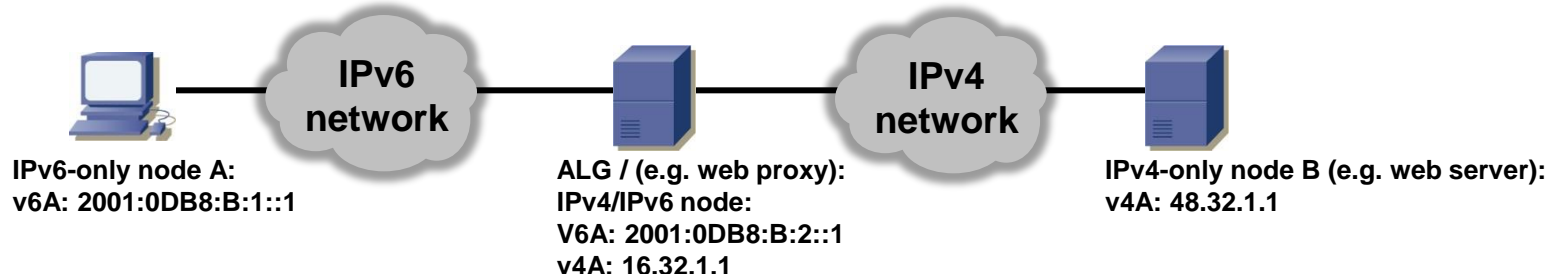 IPv6
network
IPv4
network
IPv6-only node A:
v6A: 2001:0DB8:B:1::1
ALG / (e.g. web proxy):
IPv4/IPv6 node:
V6A: 2001:0DB8:B:2::1
v4A: 16.32.1.1
IPv4-only node B (e.g. web server):
v4A: 48.32.1.1